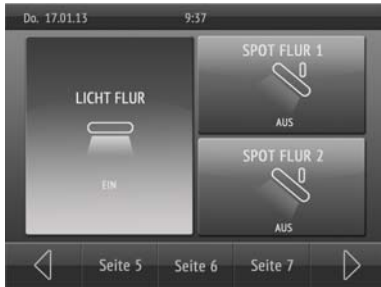 Do. 17.01.13
9:37
LICHT FLUR
EIN
SPOT FLUR 1
AUS
SPOT FLUR 2
AUS
Seite 5
Seite 6
Seite 7